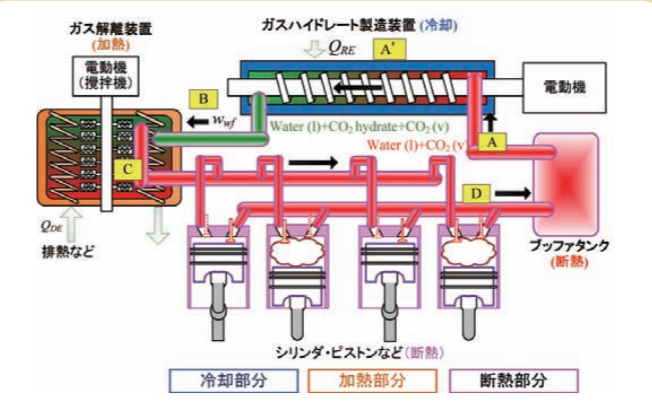 ガス解離装置
(加熱)
電動機
(攪拌機)
ガスハイドレート製造装置 (冷却)
Q_RE
A'
電動機
B
w_wf
Water (l)+CO₂ hydrate+CO₂ (v)
Water (l)+CO₂ (v)
A
C
D
Q_DE
排熱など
ブッファタンク
(断熱)
シリンダ・ピストンなど (断熱)
冷却部分
加熱部分
断熱部分